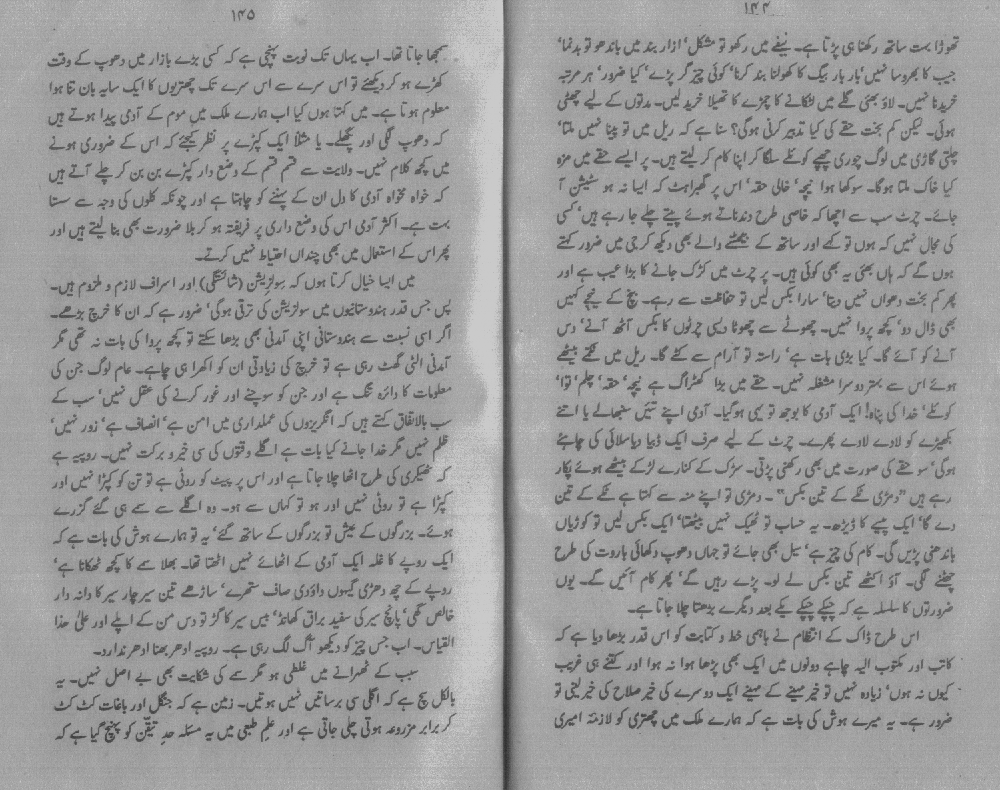 ۱۴۴
تھوڑا بہت ساتھ رکھنا ہی پڑتا ہے۔ نیفے میں رکھو تو مشکل‘ ازار بند میں باندھو تو بدنما‘
جیب کا بھروسا نہیں‘ بار بار بیگ کا کھولنا بند کرنا‘ کوئی چیز گر پڑے‘ کیا ضرور‘ ہر مرتبہ
خریدنا نہیں۔ لاؤ بھئی گلے میں لٹکانے کا چمڑے کا تھیلا خرید لیں۔ مدتوں کے لیے چھٹی
ہوئی۔ لیکن کم بخت حقے کی کیا تدبیر کرنی ہوگی؟ سنا ہے کہ ریل میں تو پینا نہیں ملتا‘
چلتی گاڑی میں لوگ چوری چھپے کوئلے سلگا کر اپنا کام کر لیتے ہیں۔ پر ایسے حقے میں مزہ
کیا خاک ملتا ہوگا۔ سوکھا ہوا نیچہ‘ خالی حقہ‘ اس پر گھبراہٹ کہ ایسا نہ ہو سٹیشن آ
جائے۔ چرٹ سب سے اچھا کہ خاصی طرح دندناتے ہوئے پیتے چلے جا رہے ہیں‘ کسی
کی مجال نہیں کہ ہوں تو کہے اور ساتھ کے بیٹھنے والے بھی دیکھ کر جی میں ضرور کہتے
ہوں گے کہ ہاں بھئی یہ بھی کوئی ہیں۔ پر چرٹ میں کڑک جانے کا بڑا عیب ہے اور
پھر کم بخت دھواں نہیں دیتا‘ سارا بکس لیں تو حفاظت سے رہے۔ بنچ کے نیچے کہیں
بھی ڈال دو‘ کچھ پروا نہیں۔ چھوٹے سے چھوٹا دیسی چرٹوں کا بکس آٹھ آنے‘ دس
آنے کو آئے گا۔ کیا بڑی بات ہے‘ راستہ تو آرام سے کٹے گا۔ ریل میں نکمے بیٹھے
ہوئے اس سے بہتر دوسرا مشغلہ نہیں۔ حقے میں بڑا کھڑاگ ہے نیچہ‘ حقہ‘ چلم‘ توا‘
کوئلے‘ خدا کی پناہ! ایک آدمی کا بوجھ تو یہی ہوگیا۔ آدمی اپنے تئیں سنبھالے یا اتنے
بکھیڑے کو لادے لادے پھرے۔ چرٹ کے لیے صرف ایک ڈبیا دیاسلائی کی چاہئے
ہوگی‘ سو حقے کی صورت میں بھی رکھنی پڑتی۔ سڑک کے کنارے لڑکے بیٹھے ہوئے پکار
رہے ہیں ”دمڑی ٹکے کے تین بکس“۔ دمڑی تو اپنے منہ سے کہتا ہے ٹکے کے تین
دے گا‘ ایک پیسے کا ڈیڑھ۔ یہ حساب تو ٹھیک نہیں بیٹھتا‘ ایک بکس لیں تو کوڑیاں
باندھنی پڑیں گی۔ کام کی چیز ہے‘ سیل بھی جائے تو جہاں دھوپ دکھائی باروت کی طرح
چھٹنے لگی۔ آؤ اکٹھے تین بکس لے لو۔ پڑے رہیں گے‘ پھر کام آئیں گے۔ یوں
ضرورتوں کا سلسلہ ہے کہ چپکے چپکے یکے بعد دیگرے بڑھتا چلا جاتا ہے۔
اس طرح ڈاک کے انتظام نے باہمی خط و کتابت کو اس قدر بڑھا دیا ہے کہ
کاتب اور مکتوب الیہ چاہے دونوں میں ایک بھی پڑھا ہوا نہ ہوا اور کتنے ہی غریب
کیوں نہ ہوں‘ زیادہ نہیں تو خیر مہینے کے مہینے ایک دوسرے کی خیر صلاح کی خبر لینی تو
ضرور ہے۔ یہ میرے ہوش کی بات ہے کہ ہمارے ملک میں چھتری کو لازمہ امیری
۱۴۵
سمجھا جاتا تھا۔ اب یہاں تک نوبت پہنچی ہے کہ کسی بڑے بازار میں دھوپ کے وقت
کھڑے ہو کر دیکھئے تو اس سرے سے اس سرے تک چھتریوں کا ایک سایہ بان تنا ہوا
معلوم ہوتا ہے۔ میں کہتا ہوں کیا اب ہمارے ملک میں موم کے آدمی پیدا ہوتے ہیں
کہ دھوپ لگی اور پگھلے۔ یا مثلاً ایک کپڑے پر نظر کیجئے کہ اس کے ضروری ہونے
میں کچھ کلام نہیں۔ ولایت سے قسم قسم کے وضع دار کپڑے بن بن کر چلے آتے ہیں
کہ خواہ مخواہ آدمی کا دل ان کے پہننے کو چاہتا ہے اور چونکہ کلوں کی وجہ سے سستا
بہت ہے۔ اکثر آدمی اس کی وضع داری پر فریفتہ ہو کر بلا ضرورت بھی بنا لیتے ہیں اور
پھر اس کے استعمال میں بھی چنداں احتیاط نہیں کرتے۔
میں ایسا خیال کرتا ہوں کہ سولزیشن (شائستگی) اور اسراف لازم و ملزوم ہیں۔
پس جس قدر ہندوستانیوں میں سولزیشن کی ترقی ہوگی‘ ضرور ہے کہ ان کا خرچ بڑھے۔
اگر اسی نسبت سے ہندوستانی اپنی آمدنی بھی بڑھا سکتے تو کچھ پروا کی بات نہ تھی مگر
آمدنی الٹی گھٹ رہی ہے تو خرچ کی زیادتی ان کو اکھرا ہی چاہے۔ عام لوگ جن کی
معلومات کا دائرہ تنگ ہے اور جن کو سوچنے اور غور کرنے کی عقل نہیں‘ سب کے
سب بالاتفاق کہتے ہیں کہ انگریزوں کی عملداری میں امن ہے‘ انصاف ہے‘ زور نہیں‘
ظلم نہیں مگر خدا جانے کیا بات ہے اگلے وقتوں کی سی خیر و برکت نہیں۔ روپیہ ہے
کہ ٹھیکری کی طرح اٹھا چلا جاتا ہے اور اس پر پیٹ کو روٹی ہے تو تن کو کپڑا نہیں اور
کپڑا ہے تو روٹی نہیں اور ہو تو کہاں سے ہو۔ وہ اگلے سے سمے ہی گئے گزرے
ہوئے۔ بزرگوں کے عیش تو بزرگوں کے ساتھ گئے‘ یہ تو ہمارے ہوش کی بات ہے کہ
ایک روپے کا غلہ ایک آدمی کے اٹھائے نہیں اٹھتا تھا۔ بھلا سمے کا کچھ ٹھکانا ہے‘
روپے کے چھ دھڑی گیہوں داؤدی صاف ستھرے‘ ساڑھے تین سیر چار سیر کا دانہ دار
خالص گھی‘ پانچ سیر کی سفید براق کھانڈ‘ بیس سیر کا گڑ تو دس من کے اپلے اور علیٰ ھذا
القیاس۔ اب جس چیز کو دیکھو آگ لگ رہی ہے۔ روپیہ ادھر بھنا ادھر ندارد۔
سبب کے ٹھہرانے میں غلطی ہو مگر سمے کی شکایت بھی بے اصل نہیں۔ یہ
بالکل سچ ہے کہ اگلی سی برساتیں نہیں ہوتیں۔ زمین ہے کہ جنگل اور باغات کٹ کٹ
کر برابر مزروعہ ہوتی چلی جاتی ہے اور علم طبعی میں یہ مسئلہ حد تیقن کو پہنچ گیا ہے کہ